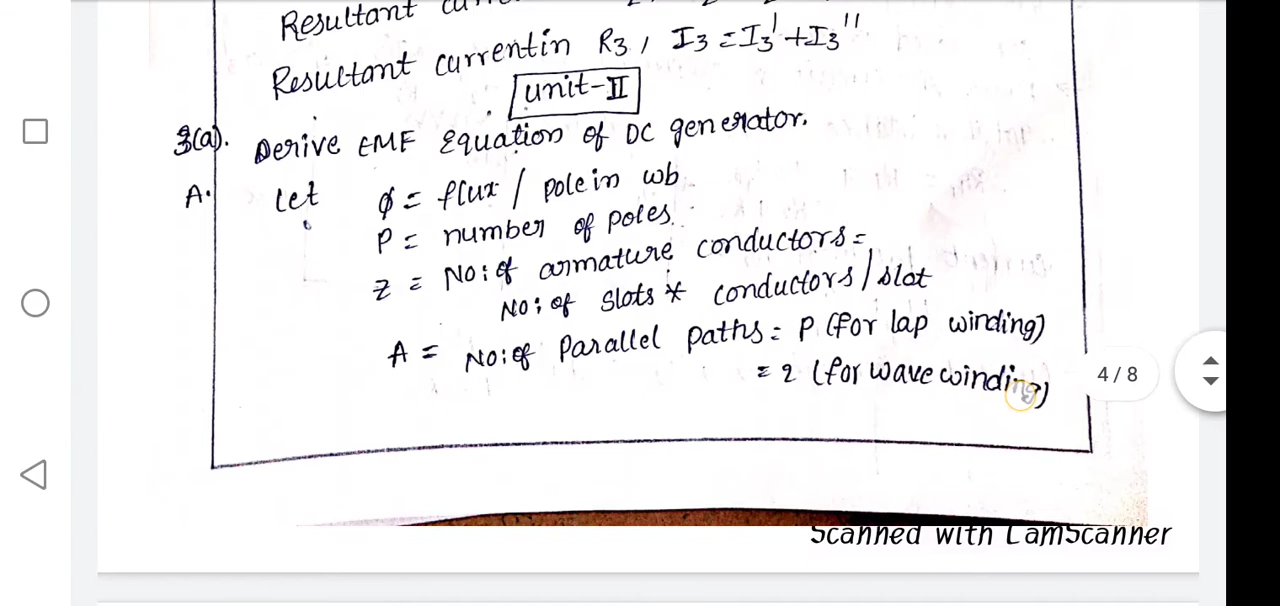 Resultant
Resultant currentin R3, I3 = I3' + I3''
unit-II
3(a). Derive EMF Equation of DC generator.
A. Let ϕ = flux / pole in wb
P = number of poles.
Z = No: of armature conductors =
No: of slots * conductors / slot
A = No: of Parallel paths = P (for lap winding)
= 2 (for wave winding)
4 / 8
Scanned with CamScanner